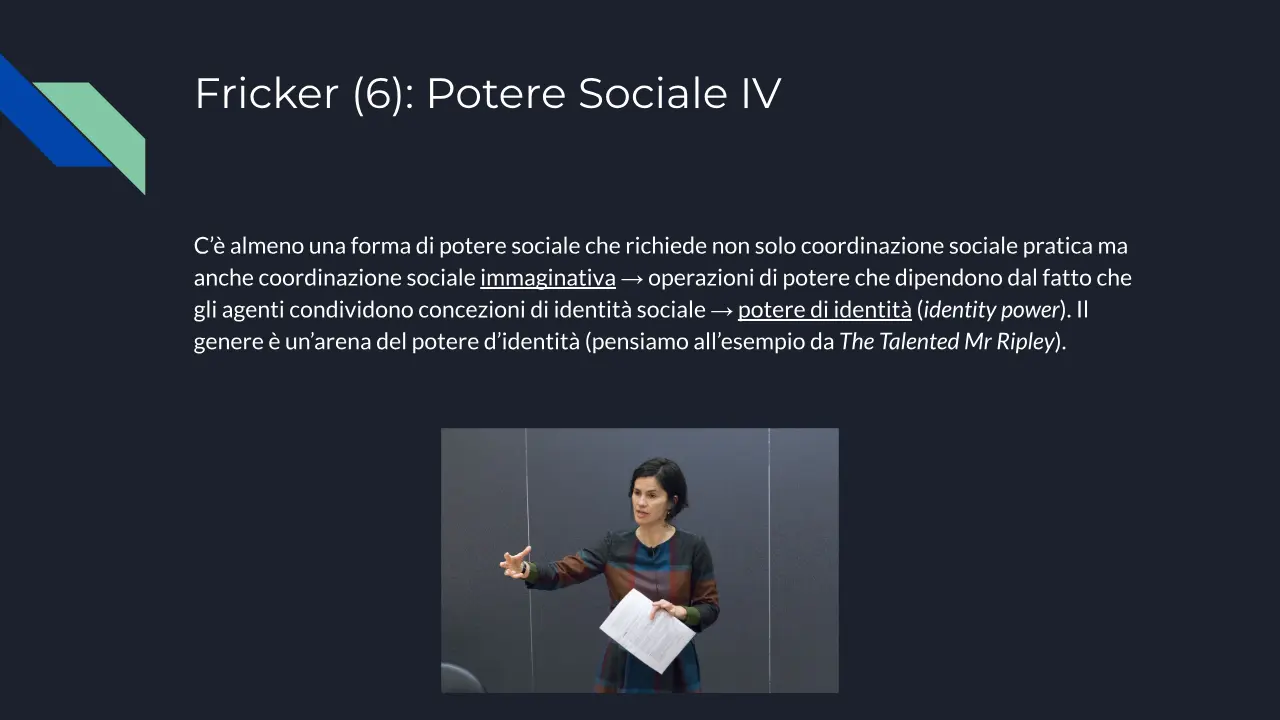 Fricker (6): Potere Sociale IV
C’è almeno una forma di potere sociale che richiede non solo coordinazione sociale pratica ma
anche coordinazione sociale immaginativa → operazioni di potere che dipendono dal fatto che
gli agenti condividono concezioni di identità sociale → potere di identità (identity power). Il
genere è un’arena del potere d’identità (pensiamo all’esempio da The Talented Mr Ripley).